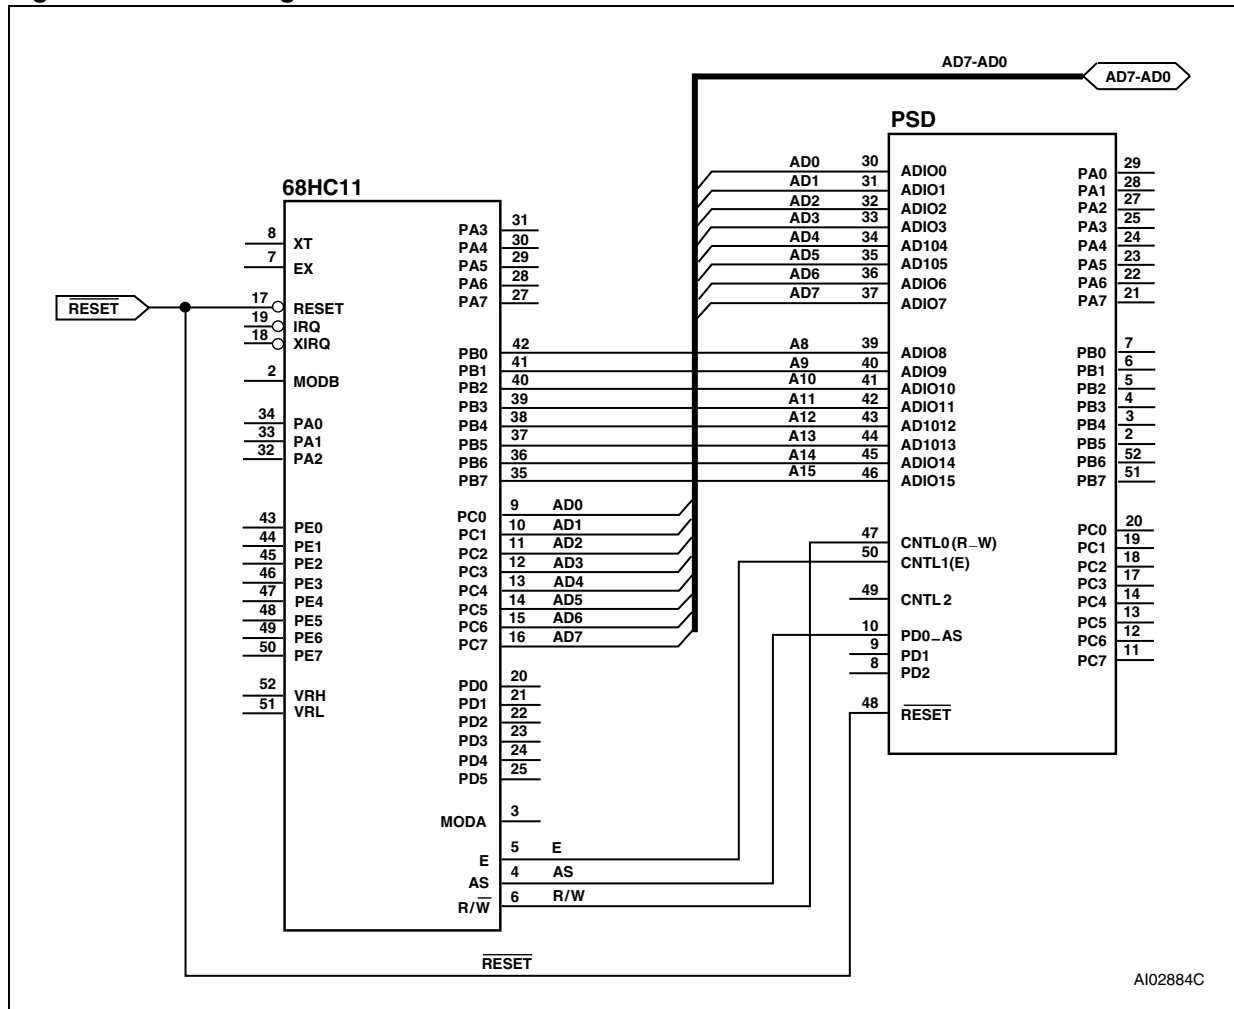 AD7-AD0
AD7-AD0
PSD
68HC11
8 XT
7 EX
RESET
17 RESET
19 IRQ
18 XIRQ
2 MODB
34 PA0
33 PA1
32 PA2
43 PE0
44 PE1
45 PE2
46 PE3
47 PE4
48 PE5
49 PE6
50 PE7
52 VRH
51 VRL
PA3 31
PA4 30
PA5 29
PA6 28
PA7 27
PB0 42
PB1 41
PB2 40
PB3 39
PB4 38
PB5 37
PB6 36
PB7 35
PC0 9 AD0
PC1 10 AD1
PC2 11 AD2
PC3 12 AD3
PC4 13 AD4
PC5 14 AD5
PC6 15 AD6
PC7 16 AD7
PD0 20
PD1 21
PD2 22
PD3 23
PD4 24
PD5 25
MODA 3
E 5 E
AS 4 AS
R/W 6 R/W
RESET
AD0 30 ADIO0
AD1 31 ADIO1
AD2 32 ADIO2
AD3 33 ADIO3
AD4 34 AD104
AD5 35 AD105
AD6 36 ADIO6
AD7 37 ADIO7
A8 39 ADIO8
A9 40 ADIO9
A10 41 ADIO10
A11 42 ADIO11
A12 43 AD1012
A13 44 AD1013
A14 45 ADIO14
A15 46 ADIO15
47 CNTL0(R_W)
50 CNTL1(E)
49 CNTL2
10 PD0_AS
9 PD1
8 PD2
48 RESET
PA0 29
PA1 28
PA2 27
PA3 25
PA4 24
PA5 23
PA6 22
PA7 21
PB0 7
PB1 6
PB2 5
PB3 4
PB4 3
PB5 2
PB6 52
PB7 51
PC0 20
PC1 19
PC2 18
PC3 17
PC4 14
PC5 13
PC6 12
PC7 11
AI02884C